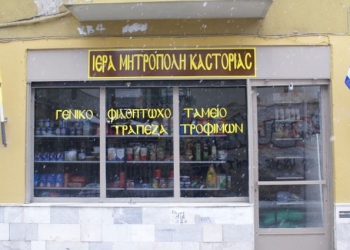 ΙΕΡΑ ΜΗΤΡΟΠΟΛΗ ΚΑΣΤΟΡΙΑΣ
ΓΕΝΙΚΟ ΦΙΛΟΠΤΩΧΟ ΤΑΜΕΙΟ
ΤΡΑΠΕΖΑ ΤΡΟΦΙΜΩΝ